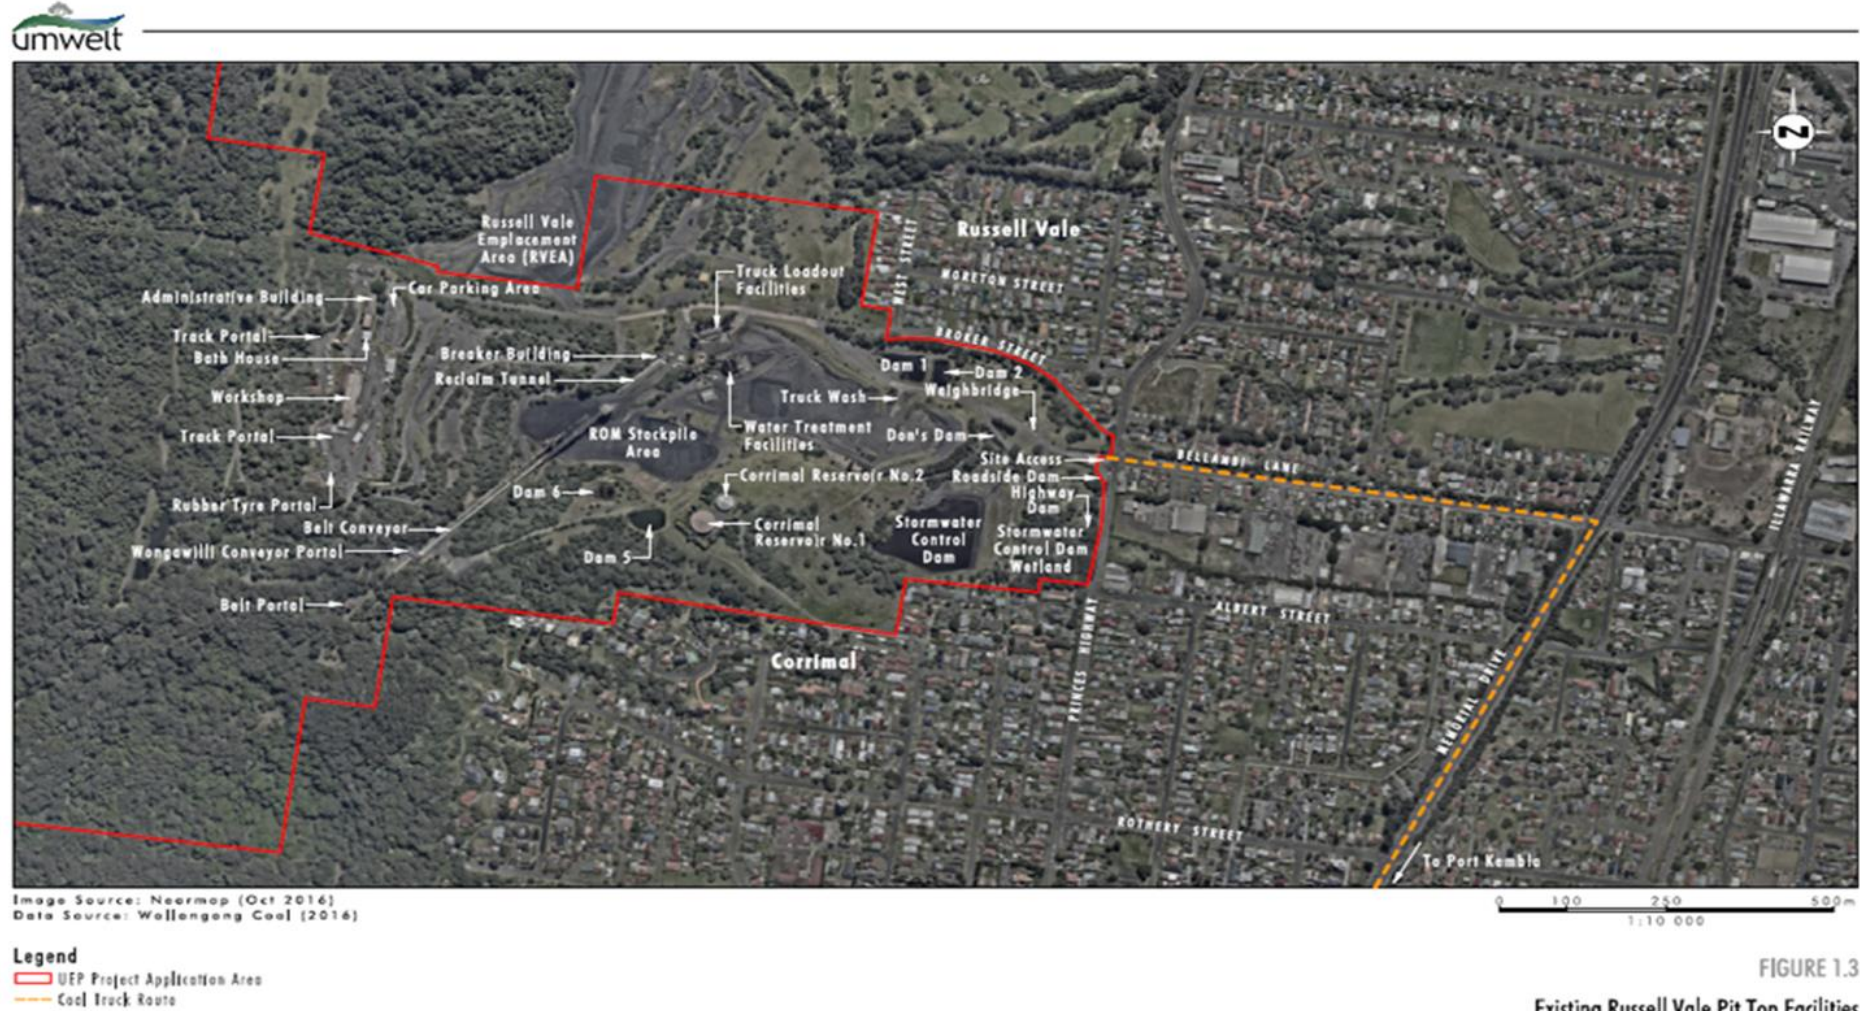 umwelt
Russell Vale
Emplacement
Area (RVEA)
Russell Vale
WEST STREET
MORETON STREET
Truck Loadout
Facilities
Administrative Building
Car Parking Area
Track Portal
Bath House
BROKER STREET
Breaker Building
Reclaim Tunnel
Dam 1
Dam 2
Weighbridge
Workshop
Truck Wash
Track Portal
ROM Stockpile
Area
Water Treatment
Facilities
Don's Dam
Site Access
BELLAMBI LANE
Roadside Dam
Corrimal Reservoir No.2
Highway
Dam
Dam 6
Rubber Tyre Portal
Belt Conveyor
Corrimal
Reservoir No.1
Stormwater
Control
Dam
Stormwater
Control Dam
Wetland
Wongawilli Conveyor Portal
Dam 5
Belt Portal
ALBERT STREET
PRINCES HIGHWAY
Corrimal
MEMORIAL DRIVE
ILLAWARRA RAILWAY
ROTHERY STREET
To Port Kembla
N
Image Source: Nearmap (Oct 2016)
Data Source: Wollongong Coal (2016)
0 100 250 500m
1:10 000
Legend
UEP Project Application Area
Coal Truck Route
FIGURE 1.3
Existing Russell Vale Pit Top Facilities